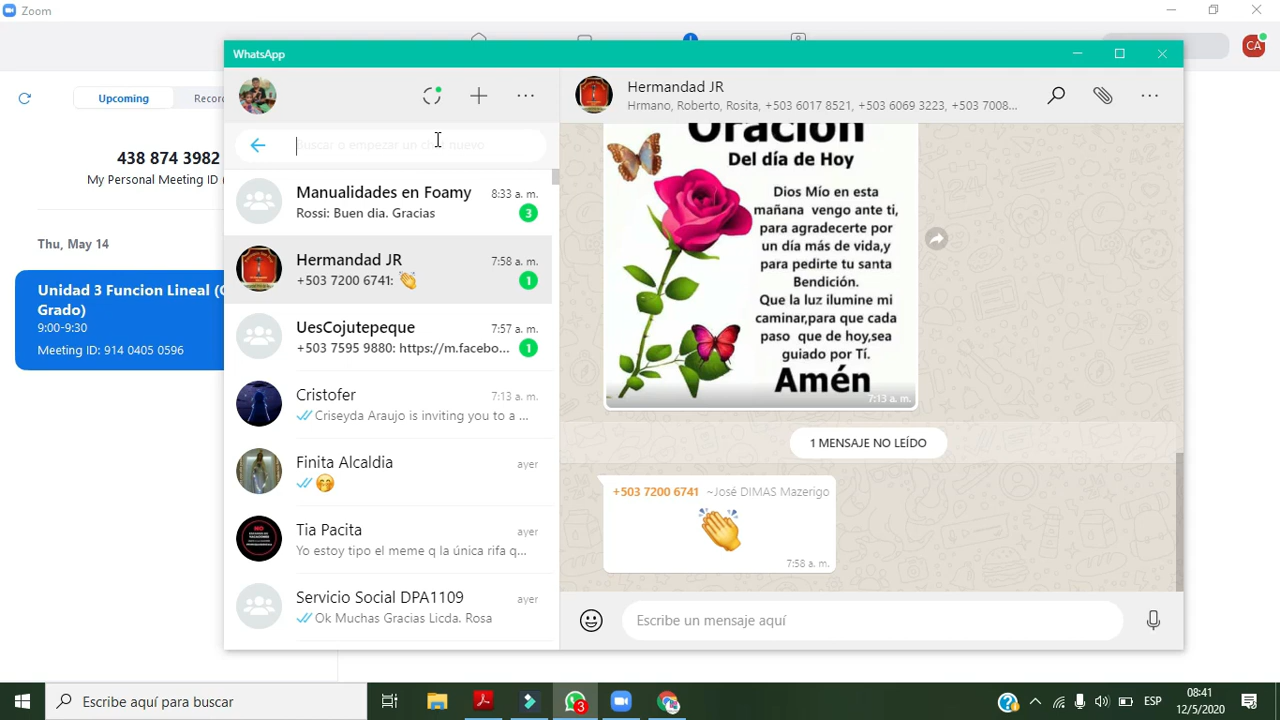 Zoom
CA
Upcoming
Recor
438 874 3982
My Personal Meeting ID (
Thu, May 14
Unidad 3 Funcion Lineal (
Grado)
9:00-9:30
Meeting ID: 914 0405 0596
WhatsApp
Buscar o empezar un chat nuevo
Manualidades en Foamy
8:33 a. m.
Rossi: Buen dia. Gracias
3
Hermandad JR
7:58 a. m.
+503 7200 6741: 👏
1
UesCojutepeque
7:57 a. m.
+503 7595 9880: https://m.facebo...
1
Cristofer
7:13 a. m.
Criseyda Araujo is inviting you to a ...
Finita Alcaldia
ayer
🤭
Tia Pacita
ayer
Yo estoy tipo el meme q la única rifa q...
Servicio Social DPA1109
ayer
Ok Muchas Gracias Licda. Rosa
Hermandad JR
Hrmano, Roberto, Rosita, +503 6017 8521, +503 6069 3223, +503 7008...
Oración
Del día de Hoy
Dios Mío en esta
mañana vengo ante ti,
para agradecerte por
un día más de vida,y
para pedirte tu santa
Bendición.
Que la luz ilumine mi
caminar,para que cada
paso que de hoy,sea
guiado por Tí.
Amén
7:13 a. m.
1 MENSAJE NO LEÍDO
+503 7200 6741 ~José DIMAS Mazerigo
👏
7:58 a. m.
Escribe un mensaje aquí
Escribe aquí para buscar
3
ESP
08:41
12/5/2020